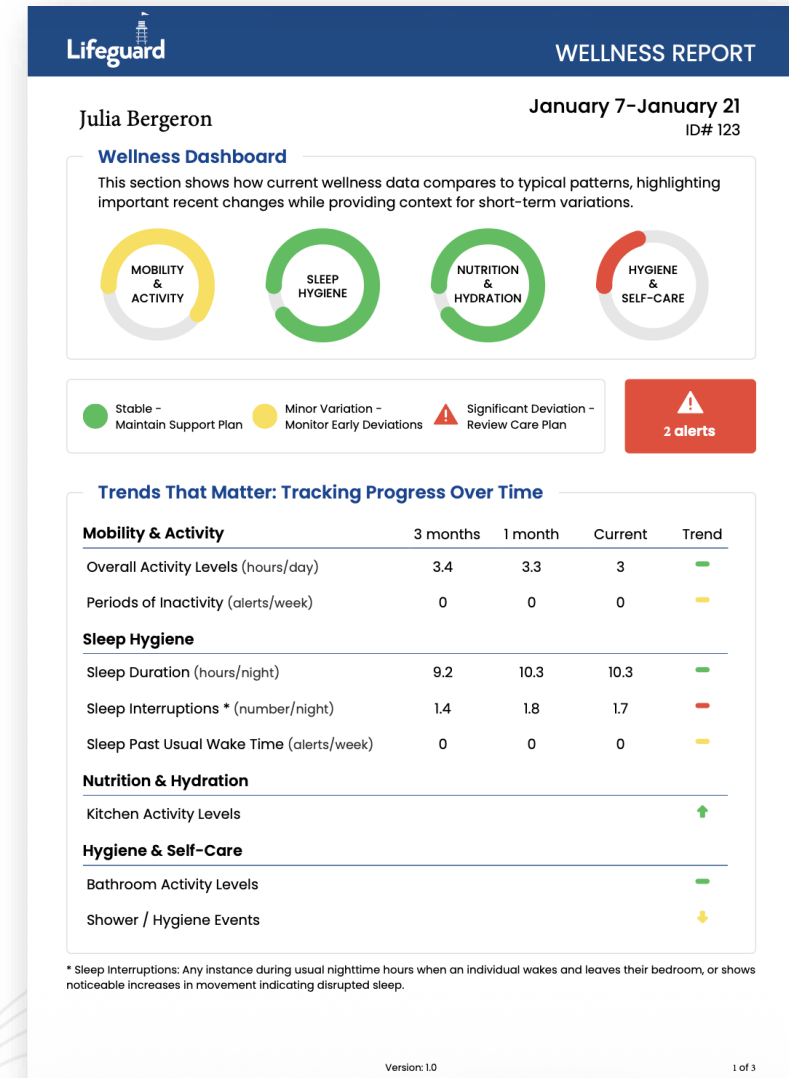 Lifeguard
WELLNESS REPORT
Julia Bergeron
January 7-January 21
ID# 123
Wellness Dashboard
This section shows how current wellness data compares to typical patterns, highlighting
important recent changes while providing context for short-term variations.
MOBILITY
&
ACTIVITY
SLEEP
HYGIENE
NUTRITION
&
HYDRATION
HYGIENE
&
SELF-CARE
Stable -
Maintain Support Plan
Minor Variation -
Monitor Early Deviations
Significant Deviation -
Review Care Plan
2 alerts
Trends That Matter: Tracking Progress Over Time
Mobility & Activity 3 months 1 month Current Trend
Overall Activity Levels (hours/day) 3.4 3.3 3
Periods of Inactivity (alerts/week) 0 0 0
Sleep Hygiene
Sleep Duration (hours/night) 9.2 10.3 10.3
Sleep Interruptions * (number/night) 1.4 1.8 1.7
Sleep Past Usual Wake Time (alerts/week) 0 0 0
Nutrition & Hydration
Kitchen Activity Levels
Hygiene & Self-Care
Bathroom Activity Levels
Shower / Hygiene Events
* Sleep Interruptions: Any instance during usual nighttime hours when an individual wakes and leaves their bedroom, or shows
noticeable increases in movement indicating disrupted sleep.
Version: 1.0
1 of 3